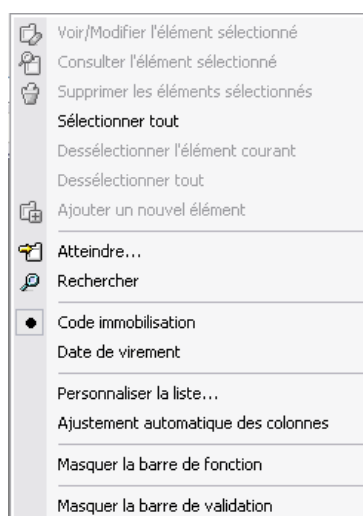 Voir/Modifier l'élément sélectionné
Consulter l'élément sélectionné
Supprimer les éléments sélectionnés
Sélectionner tout
Dessélectionner l'élément courant
Dessélectionner tout
Ajouter un nouvel élément
Atteindre...
Rechercher
Code immobilisation
Date de virement
Personnaliser la liste...
Ajustement automatique des colonnes
Masquer la barre de fonction
Masquer la barre de validation